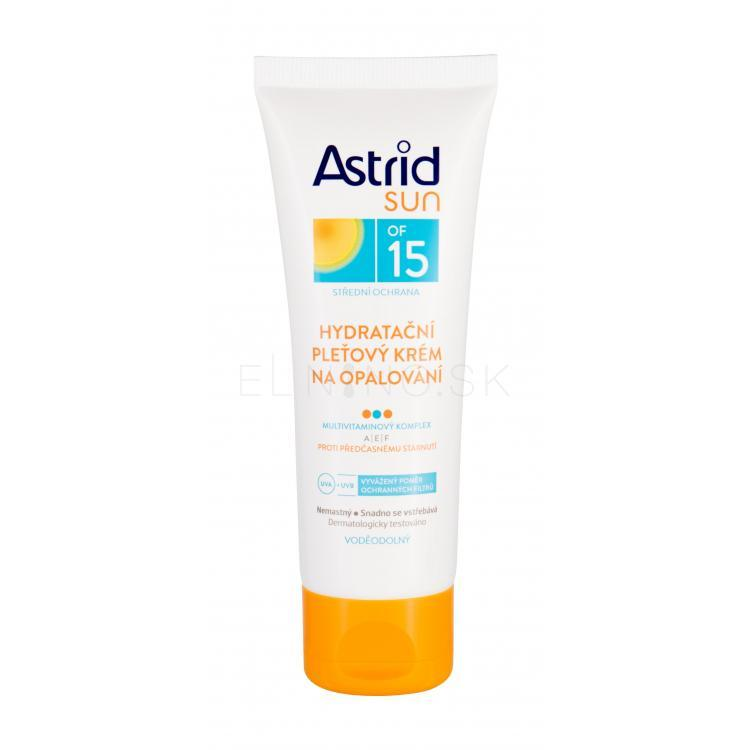 Astrid
sun
OF
15
STŘEDNÍ OCHRANA
HYDRATAČNÍ
PLEŤOVÝ KRÉM
NA OPALOVÁNÍ
ELNINO.SK
MULTIVITAMINOVÝ KOMPLEX
A|E|F
PROTI PŘEDČASNÉMU STÁRNUTÍ
UVA + UVB
VYVÁŽENÝ POMĚR
OCHRANNÝCH FILTRŮ
Nemastný • Snadno se vstřebává
Dermatologicky testováno
VODĚODOLNÝ